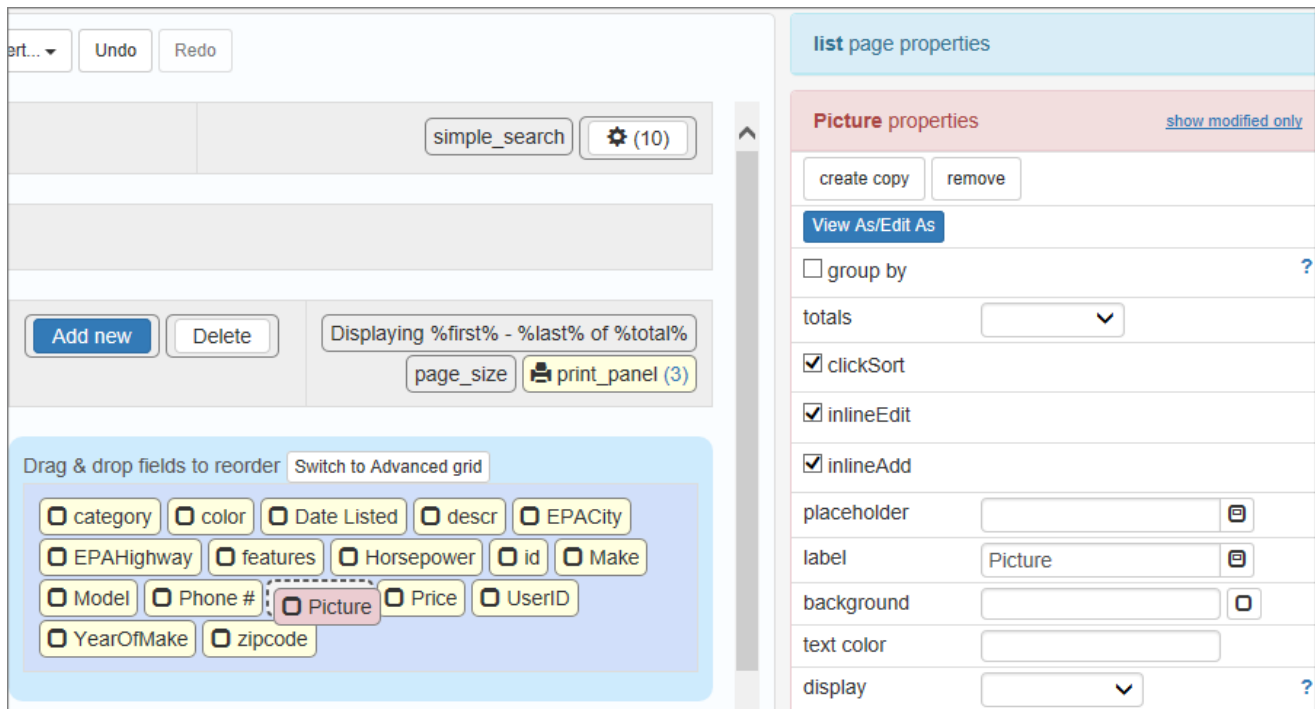 ert... Undo Redo
simple_search (10)
Add new Delete
Displaying %first% - %last% of %total%
page_size print_panel (3)
Drag & drop fields to reorder Switch to Advanced grid
category color Date Listed descr EPACity
EPAHighway features Horsepower id Make
Model Phone # Picture Price UserID
YearOfMake zipcode
list page properties
Picture properties show modified only
create copy remove
View As/Edit As
group by ?
totals
clickSort
inlineEdit
inlineAdd
placeholder
label Picture
background
text color
display ?